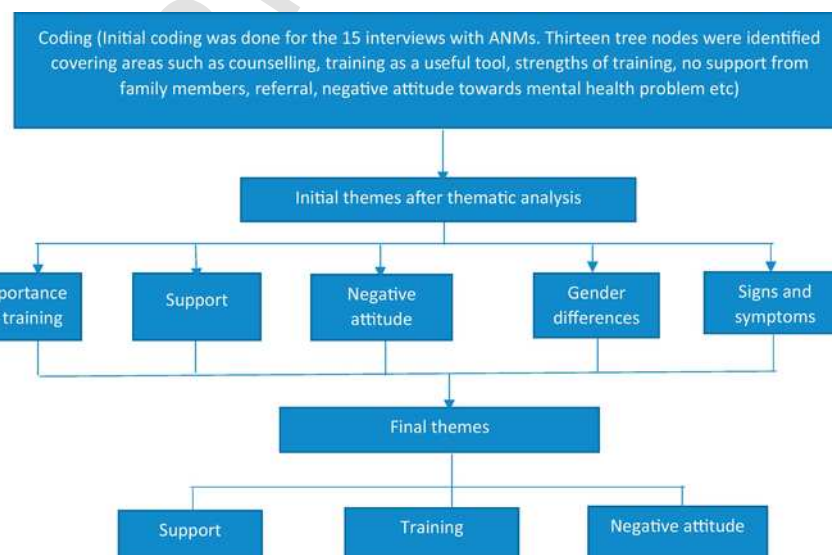 Coding (Initial coding was done for the 15 interviews with ANMs. Thirteen tree nodes were identified
covering areas such as counselling, training as a useful tool, strengths of training, no support from
family members, referral, negative attitude towards mental health problem etc)
Initial themes after thematic analysis
portance
training
Support
Negative
attitude
Gender
differences
Signs and
symptoms
Final themes
Support
Training
Negative attitude